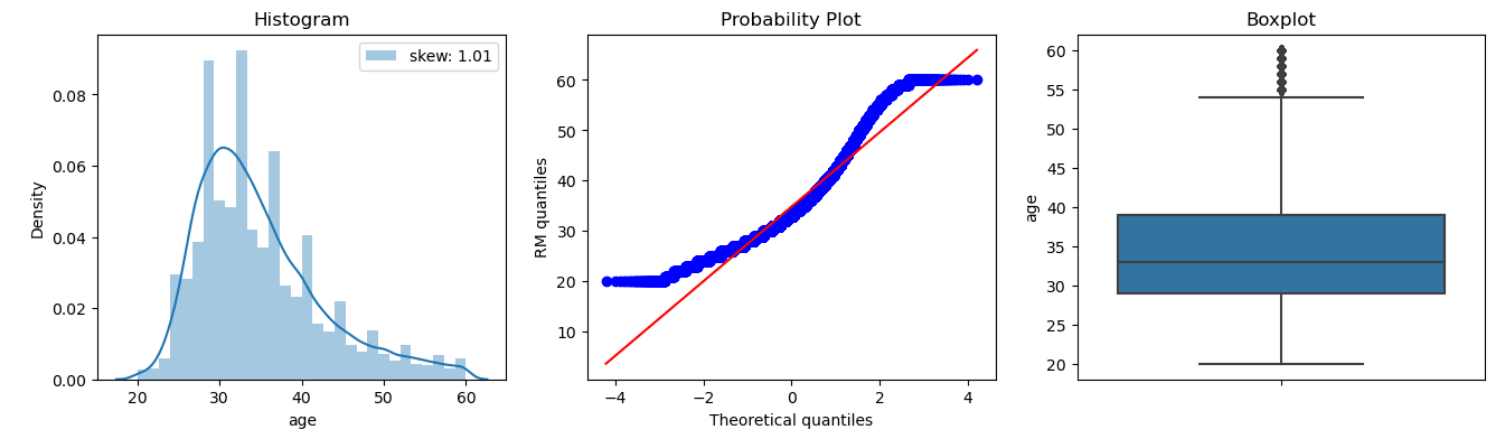 Histogram
skew: 1.01
0.08
0.06
0.04
0.02
0.00
Density
20 30 40 50 60
age
Probability Plot
60
50
40
30
20
10
RM quantiles
−4 −2 0 2 4
Theoretical quantiles
Boxplot
60
55
50
45
40
35
30
25
20
age